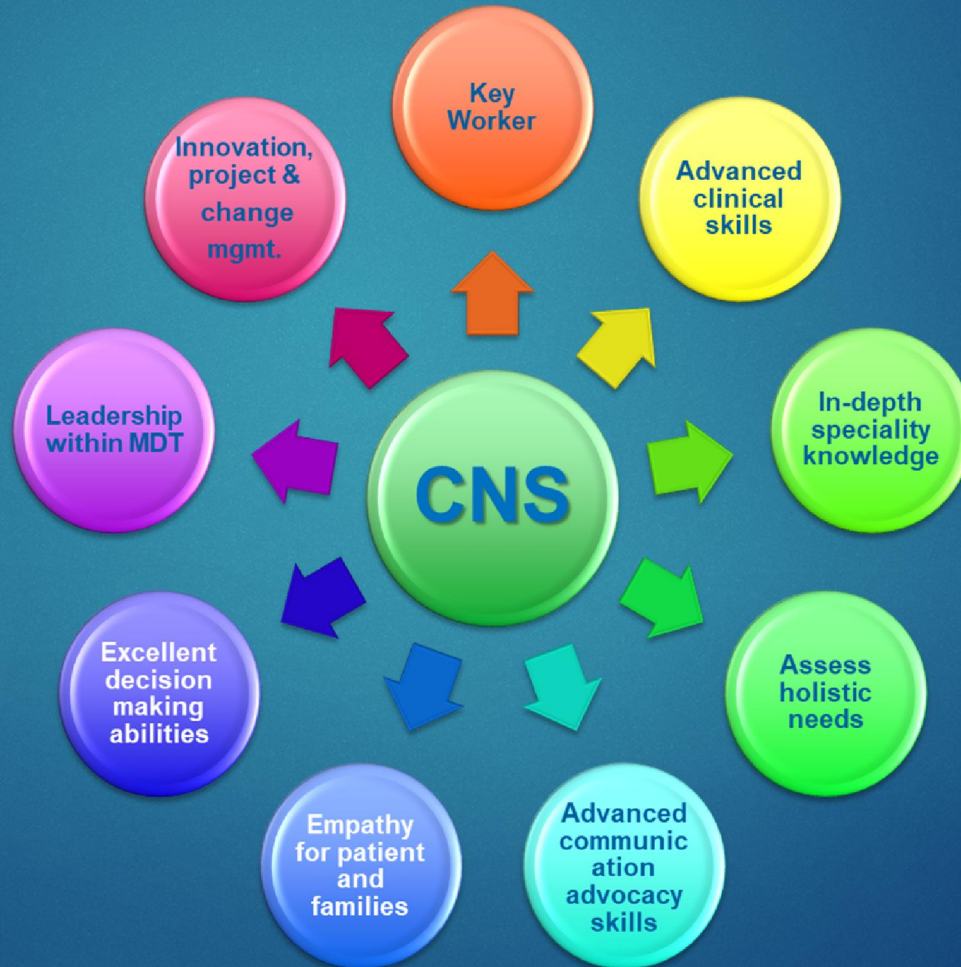 Key
Worker
Advanced
clinical
skills
In-depth
speciality
knowledge
Assess
holistic
needs
Advanced
communic
ation
advocacy
skills
Empathy
for patient
and
families
Excellent
decision
making
abilities
Leadership
within MDT
Innovation,
project &
change
mgmt.
CNS